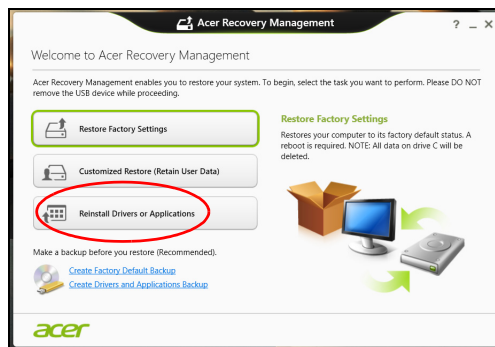 Acer Recovery Management
? _ X
Welcome to Acer Recovery Management
Acer Recovery Management enables you to restore your system. To begin, select the task you want to perform. Please DO NOT
remove the USB device while proceeding.
Restore Factory Settings
Customized Restore (Retain User Data)
Reinstall Drivers or Applications
Restore Factory Settings
Restores your computer to its factory default status. A
reboot is required. NOTE: All data on drive C will be
deleted.
Make a backup before you restore (Recommended).
Create Factory Default Backup
Create Drivers and Applications Backup
acer